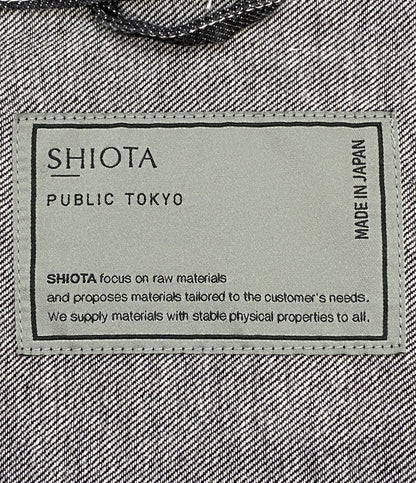 SHIOTA
PUBLIC TOKYO
MADE IN JAPAN
SHIOTA focus on raw materials
and proposes materials tailored to the customer's needs.
We supply materials with stable physical properties to all.